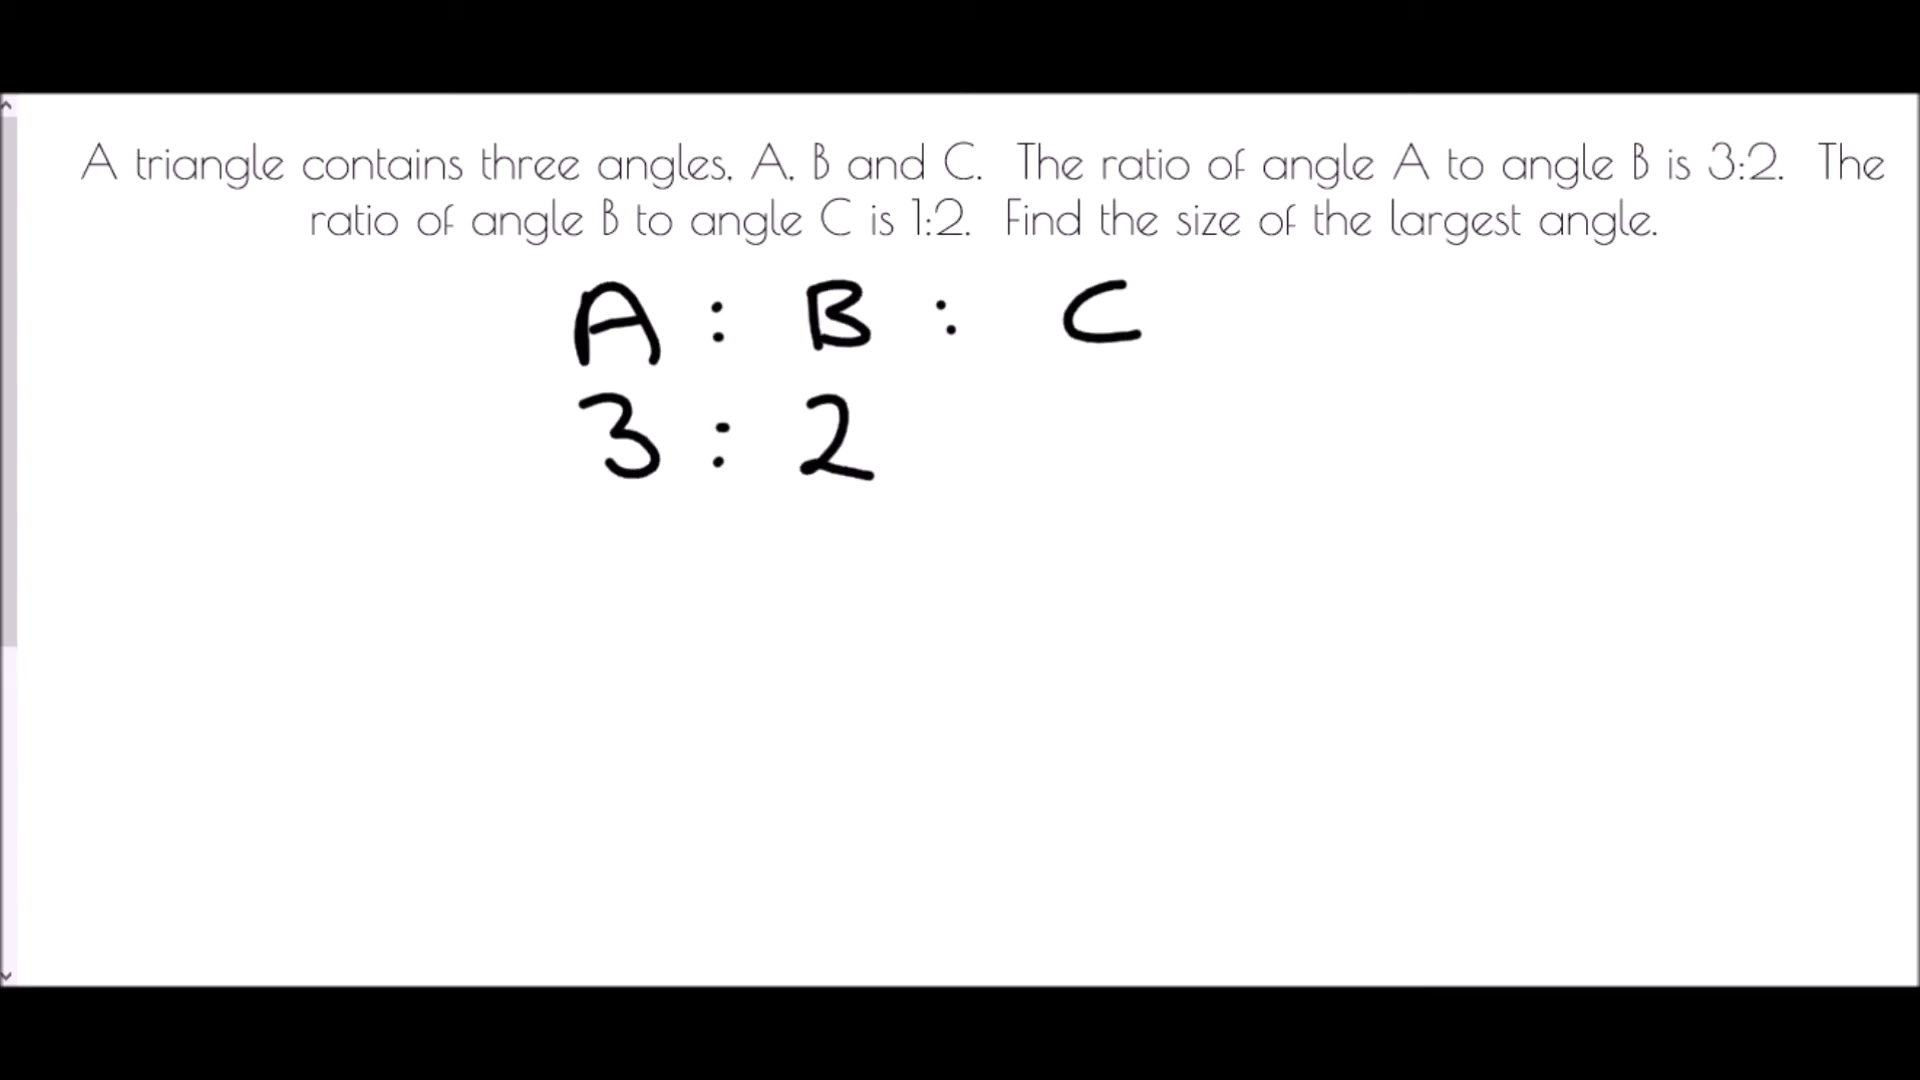 A triangle contains three angles, A, B and C. The ratio of angle A to angle B is 3:2. The
ratio of angle B to angle C is 1:2. Find the size of the largest angle.
A : B : C
3 : 2